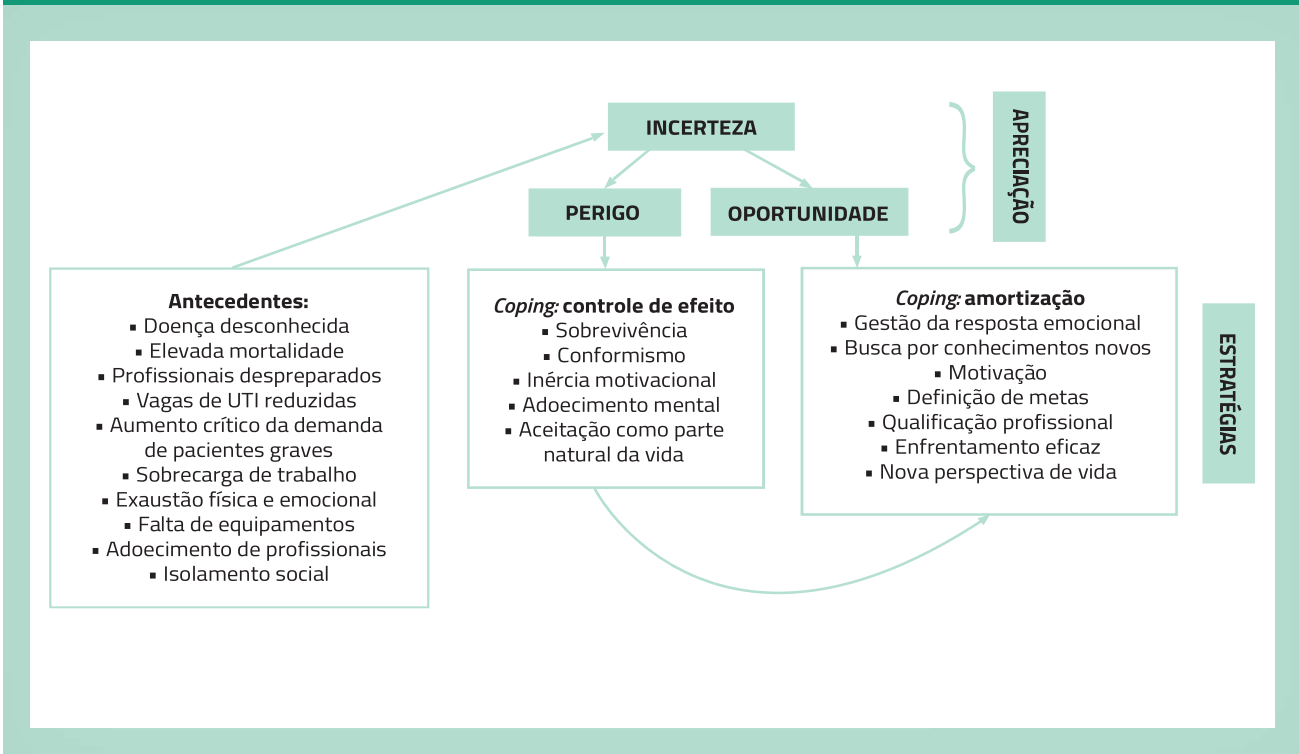 INCERTEZA
PERIGO
OPORTUNIDADE
APRECIAÇÃO
Antecedentes:
▪ Doença desconhecida
▪ Elevada mortalidade
▪ Profissionais despreparados
▪ Vagas de UTI reduzidas
▪ Aumento crítico da demanda
de pacientes graves
▪ Sobrecarga de trabalho
▪ Exaustão física e emocional
▪ Falta de equipamentos
▪ Adoecimento de profissionais
▪ Isolamento social
Coping: controle de efeito
▪ Sobrevivência
▪ Conformismo
▪ Inércia motivacional
▪ Adoecimento mental
▪ Aceitação como parte
natural da vida
Coping: amortização
▪ Gestão da resposta emocional
▪ Busca por conhecimentos novos
▪ Motivação
▪ Definição de metas
▪ Qualificação profissional
▪ Enfrentamento eficaz
▪ Nova perspectiva de vida
ESTRATÉGIAS